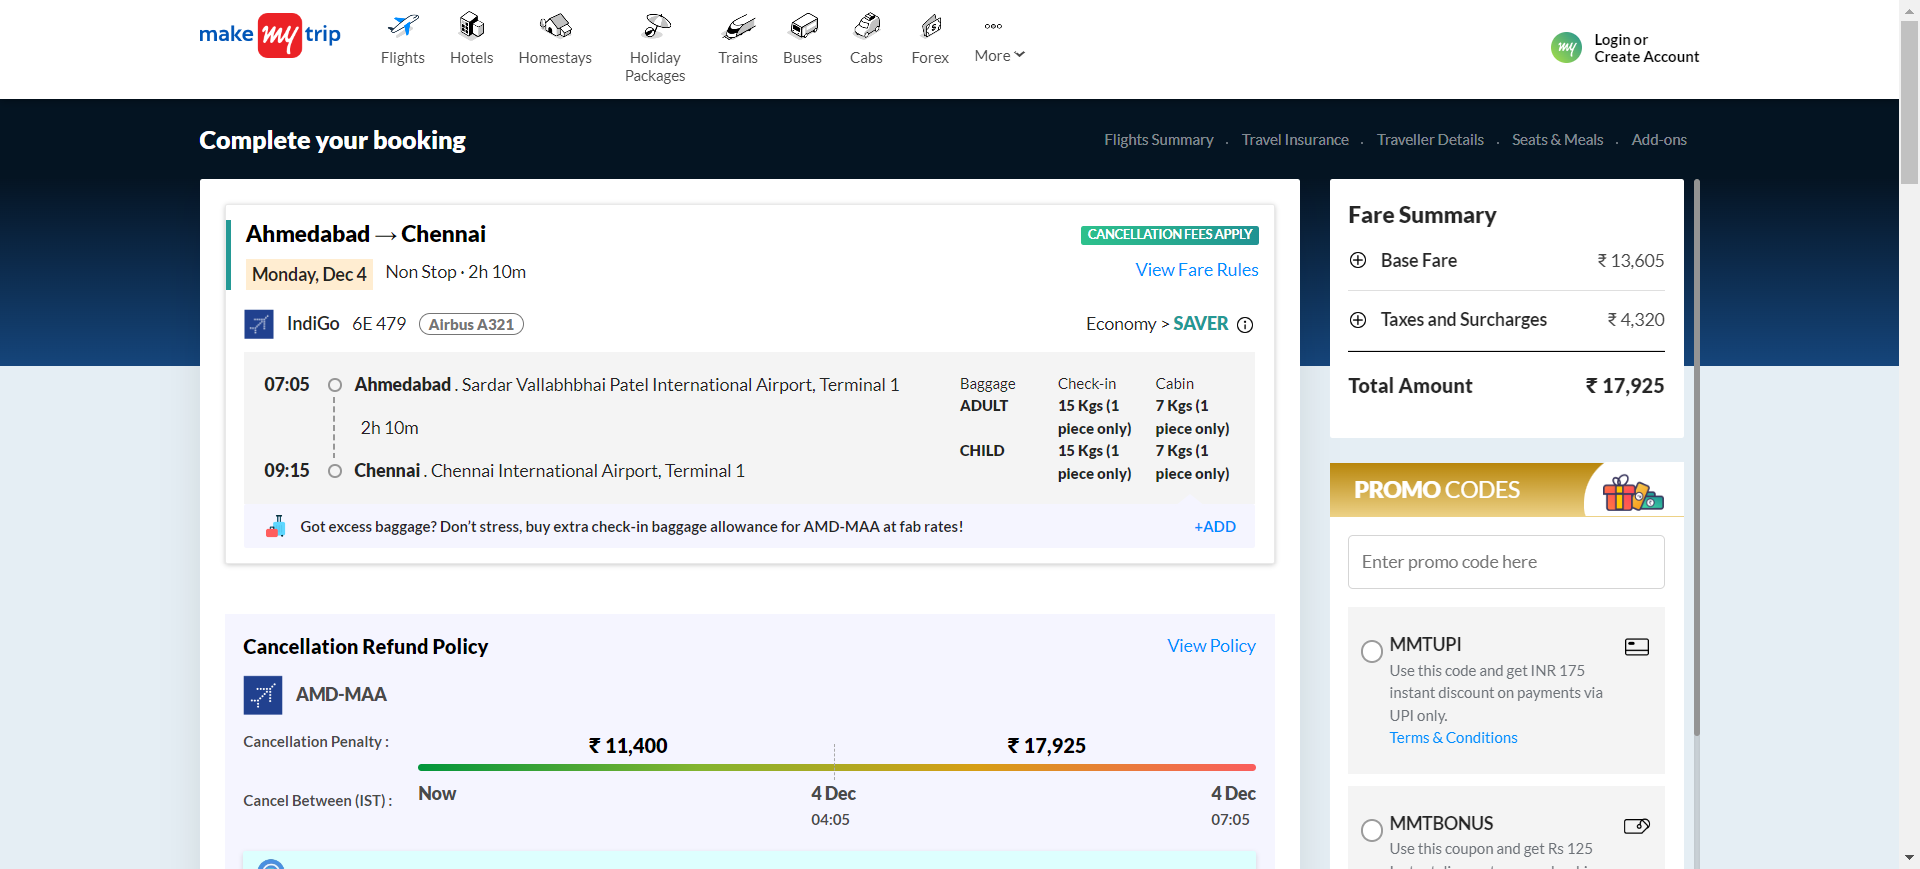 make my trip
Flights
Hotels
Homestays
Holiday
Packages
Trains
Buses
Cabs
Forex
More
my
Login or
Create Account
Complete your booking
Flights Summary . Travel Insurance . Traveller Details . Seats & Meals . Add-ons
Ahmedabad → Chennai
CANCELLATION FEES APPLY
Monday, Dec 4 Non Stop · 2h 10m
View Fare Rules
IndiGo 6E 479 Airbus A321
Economy > SAVER
07:05 Ahmedabad . Sardar Vallabhbhai Patel International Airport, Terminal 1
2h 10m
09:15 Chennai . Chennai International Airport, Terminal 1
Baggage Check-in Cabin
ADULT 15 Kgs (1 7 Kgs (1
piece only) piece only)
CHILD 15 Kgs (1 7 Kgs (1
piece only) piece only)
Got excess baggage? Don't stress, buy extra check-in baggage allowance for AMD-MAA at fab rates!
+ADD
Cancellation Refund Policy
View Policy
AMD-MAA
Cancellation Penalty : ₹ 11,400 ₹ 17,925
Cancel Between (IST) : Now 4 Dec 4 Dec
04:05 07:05
Fare Summary
Base Fare ₹ 13,605
Taxes and Surcharges ₹ 4,320
Total Amount ₹ 17,925
PROMO CODES
Enter promo code here
MMTUPI
Use this code and get INR 175
instant discount on payments via
UPI only.
Terms & Conditions
MMTBONUS
Use this coupon and get Rs 125